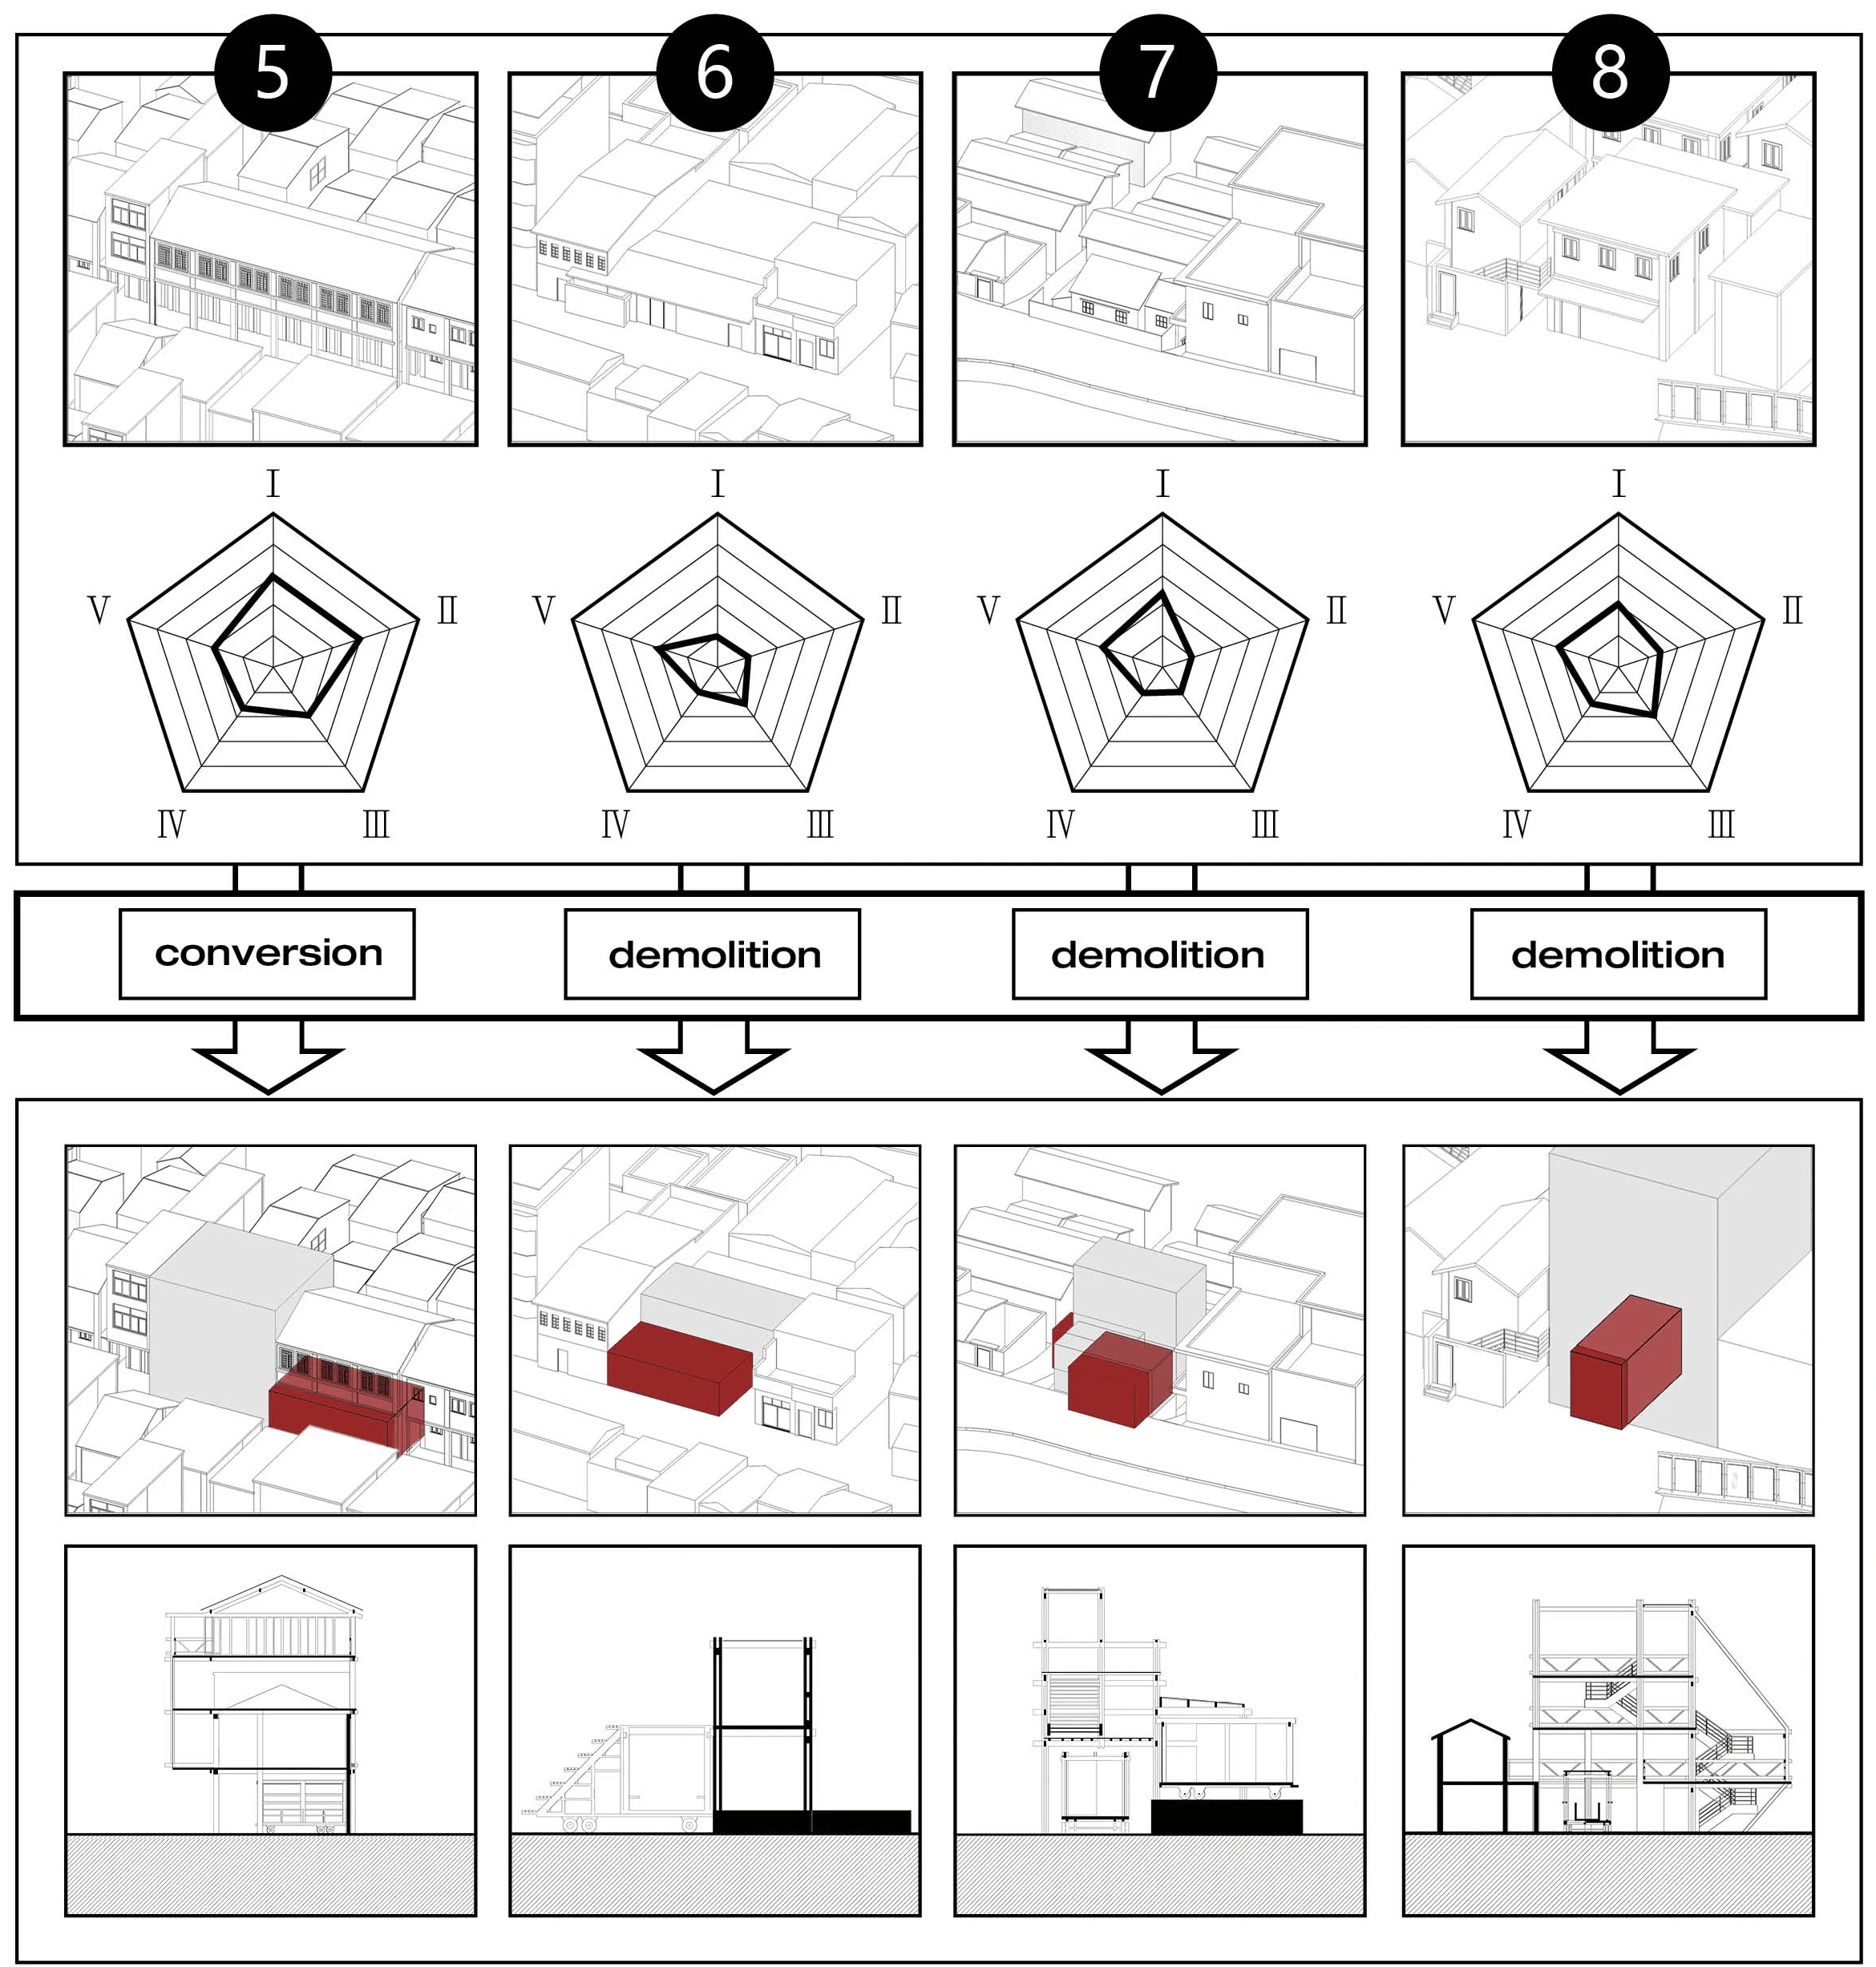 5 6 7 8
I I I I
V II V II V II V II
IV III IV III IV III IV III
conversion demolition demolition demolition